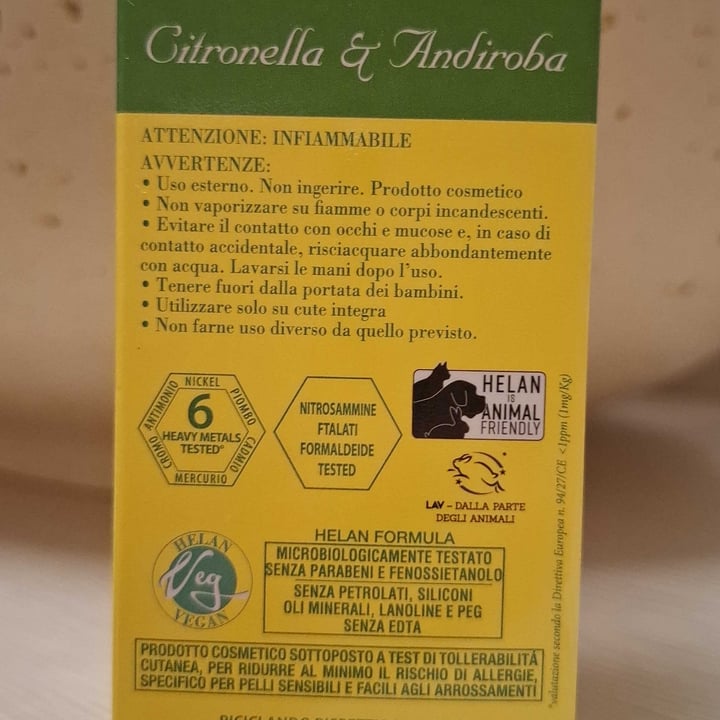 Citronella & Andiroba
ATTENZIONE: INFIAMMABILE
AVVERTENZE:
• Uso esterno. Non ingerire. Prodotto cosmetico
• Non vaporizzare su fiamme o corpi incandescenti.
• Evitare il contatto con occhi e mucose e, in caso di
contatto accidentale, risciacquare abbondantemente
con acqua. Lavarsi le mani dopo l'uso.
• Tenere fuori dalla portata dei bambini.
• Utilizzare solo su cute integra
• Non farne uso diverso da quello previsto.
NICKEL
PIOMBO
CADMIO
MERCURIO
CROMO
ANTIMONIO
6
HEAVY METALS
TESTED*
NITROSAMMINE
FTALATI
FORMALDEIDE
TESTED
HELAN
IS
ANIMAL
FRIENDLY
LAV – DALLA PARTE
DEGLI ANIMALI
HELAN
Veg
VEGAN
HELAN FORMULA
MICROBIOLOGICAMENTE TESTATO
SENZA PARABENI E FENOSSIETANOLO
SENZA PETROLATI, SILICONI
OLI MINERALI, LANOLINE E PEG
SENZA EDTA
*valutazione secondo la Direttiva Europea n. 94/27/CE <1ppm (1mg/Kg)
PRODOTTO COSMETICO SOTTOPOSTO A TEST DI TOLLERABILITÀ
CUTANEA, PER RIDURRE AL MINIMO IL RISCHIO DI ALLERGIE,
SPECIFICO PER PELLI SENSIBILI E FACILI AGLI ARROSSAMENTI